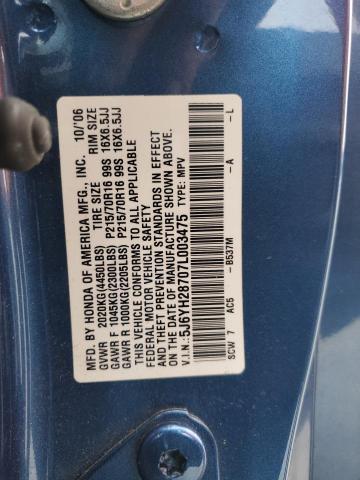 MFD. BY HONDA OF AMERICA MFG., INC. 10/'06
GVWR 2020KG(4450LBS) TIRE SIZE RIM SIZE
GAWR F 1045KG(2300LBS) P215/70R16 99S 16X6.5JJ
GAWR R 1000KG(2205LBS) P215/70R16 99S 16X6.5JJ
THIS VEHICLE CONFORMS TO ALL APPLICABLE
FEDERAL MOTOR VEHICLE SAFETY
STANDARDS AND THEFT PREVENTION STANDARDS IN EFFECT
ON THE DATE OF MANUFACTURE SHOWN ABOVE.
V.I.N.: 5J6YH28707L003475 TYPE: MPV
SCW 7 AC5 -B537M -A -L